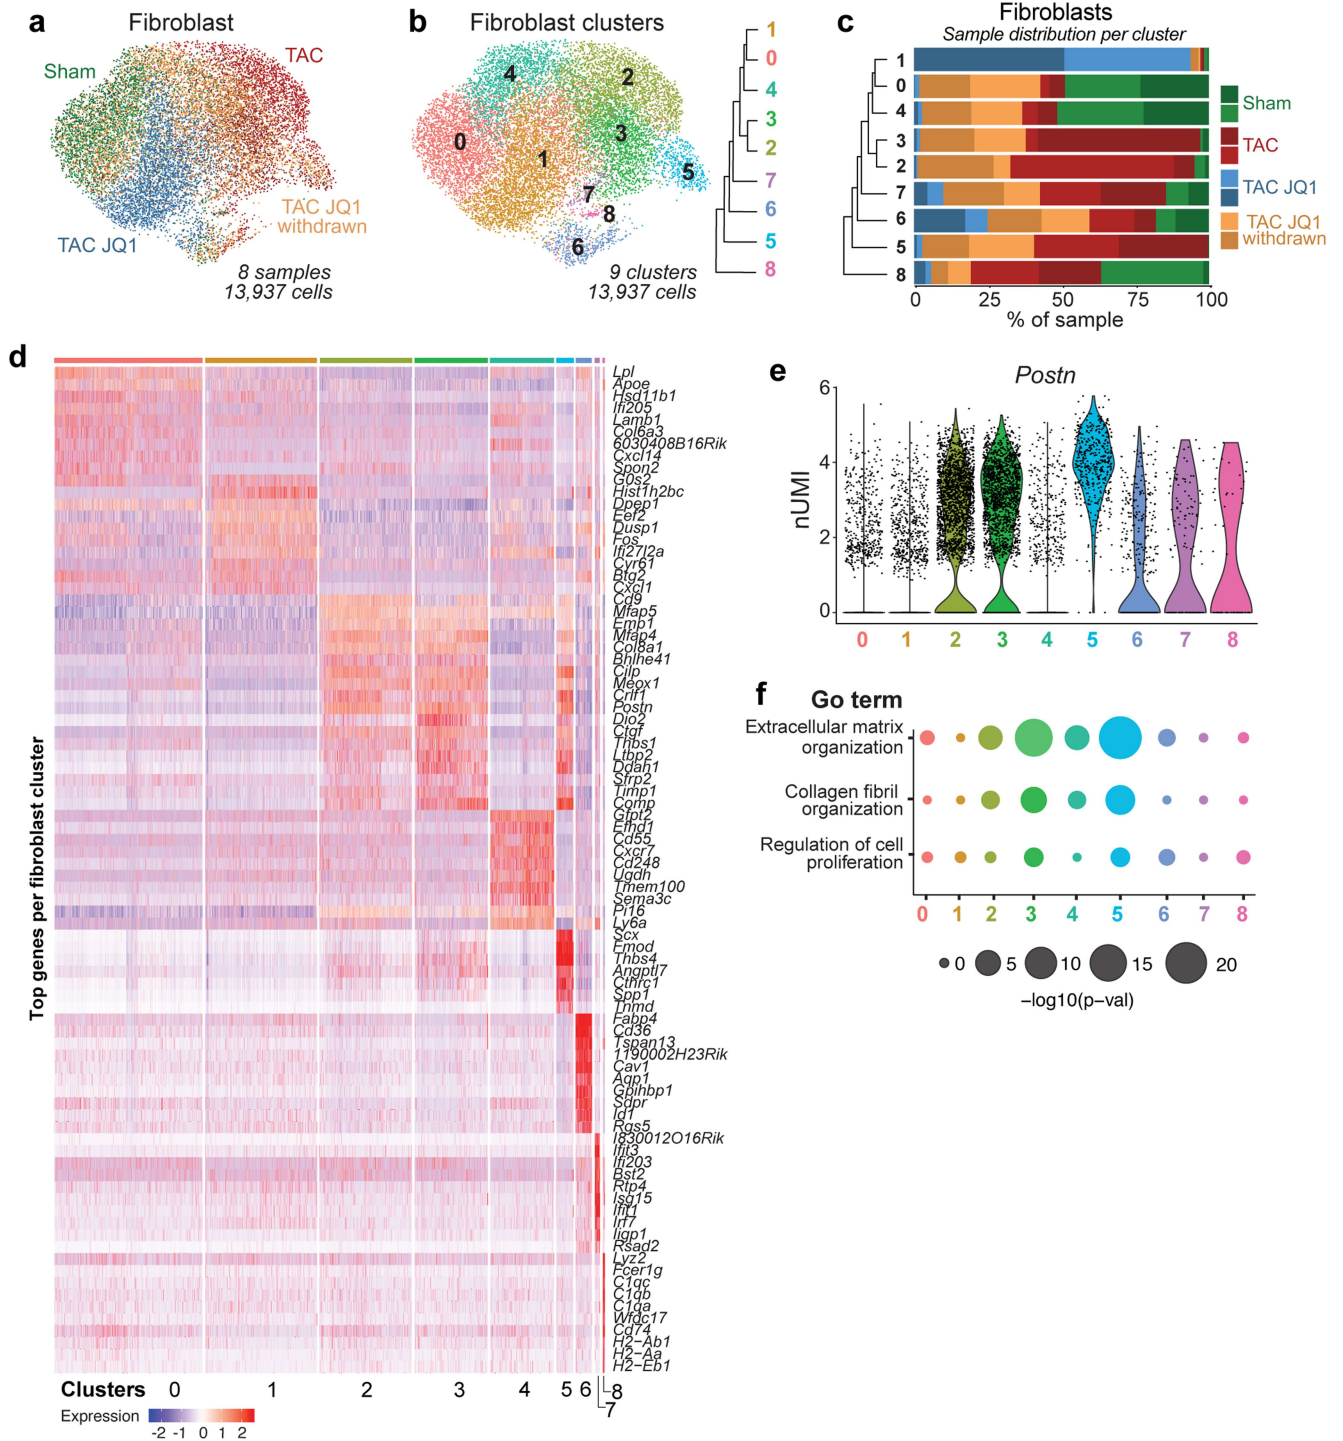 a
Fibroblast
Sham
TAC
TAC JQ1
withdrawn
TAC JQ1
8 samples
13,937 cells
b
Fibroblast clusters
4
2
0
3
1
5
7
8
6
9 clusters
13,937 cells
1
0
4
3
2
7
6
5
8
c
Fibroblasts
Sample distribution per cluster
1
0
4
3
2
7
6
5
8
0 25 50 75 100
% of sample
Sham
TAC
TAC JQ1
TAC JQ1
withdrawn
d
Top genes per fibroblast cluster
Lpl
Apoe
Hsd11b1
Ifi205
Lamb1
Col6a3
6030408B16Rik
Cxcl14
Spon2
G0s2
Hist1h2bc
Dpep1
Eef2
Dusp1
Fos
Ifi27l2a
Cyr61
Btg2
Cxcl1
Cd9
Mfap5
Emp1
Mfap4
Col8a1
Bhlhe41
Cilp
Meox1
Crlf1
Postn
Dio2
Ctgf
Thbs1
Ltbp2
Ddah1
Sfrp2
Timp1
Comp
Gfpt2
Efhd1
Cd55
Cxcr7
Cd248
Ugdh
Tmem100
Sema3c
Pi16
Ly6a
Scx
Fmod
Thbs4
Angptl7
Cthrc1
Spp1
Tnmd
Fabp4
Cd36
Tspan13
1190002H23Rik
Cav1
Aqp1
Gpihbp1
Sdpr
Id1
Rgs5
I830012O16Rik
Ifit3
Ifi203
Bst2
Rtp4
Isg15
Ifit1
Irf7
Iigp1
Rsad2
Lyz2
Fcer1g
C1qc
C1qb
C1qa
Wfdc17
Cd74
H2−Ab1
H2−Aa
H2−Eb1
Clusters 0 1 2 3 4 5 6 8
7
Expression
-2 -1 0 1 2
e
Postn
nUMI
6
4
2
0
0 1 2 3 4 5 6 7 8
f
Go term
Extracellular matrix
organization
Collagen fibril
organization
Regulation of cell
proliferation
0 1 2 3 4 5 6 7 8
0 5 10 15 20
−log10(p−val)